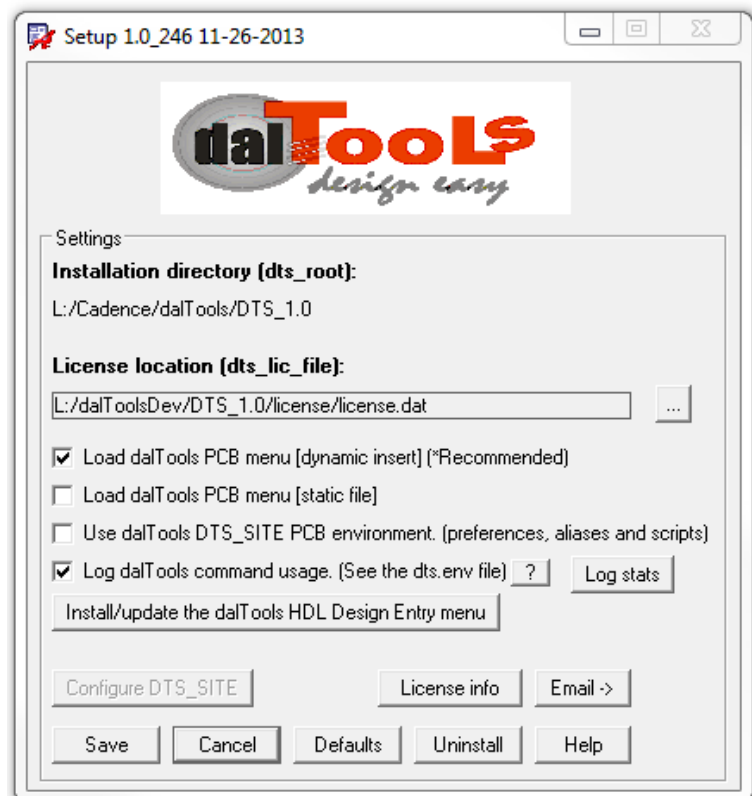 Setup 1.0_246 11-26-2013
dalTooLs
design easy
Settings
Installation directory (dts_root):
L:/Cadence/dalTools/DTS_1.0
License location (dts_lic_file):
L:/dalToolsDev/DTS_1.0/license/license.dat ...
Load dalTools PCB menu [dynamic insert] (*Recommended)
Load dalTools PCB menu [static file]
Use dalTools DTS_SITE PCB environment. (preferences, aliases and scripts)
Log dalTools command usage. (See the dts.env file) ? Log stats
Install/update the dalTools HDL Design Entry menu
Configure DTS_SITE License info Email ->
Save Cancel Defaults Uninstall Help